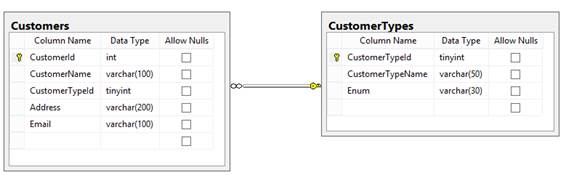 Customers
Column Name Data Type Allow Nulls
CustomerId int
CustomerName varchar(100)
CustomerTypeId tinyint
Address varchar(200)
Email varchar(100)
CustomerTypes
Column Name Data Type Allow Nulls
CustomerTypeId tinyint
CustomerTypeName varchar(50)
Enum varchar(30)